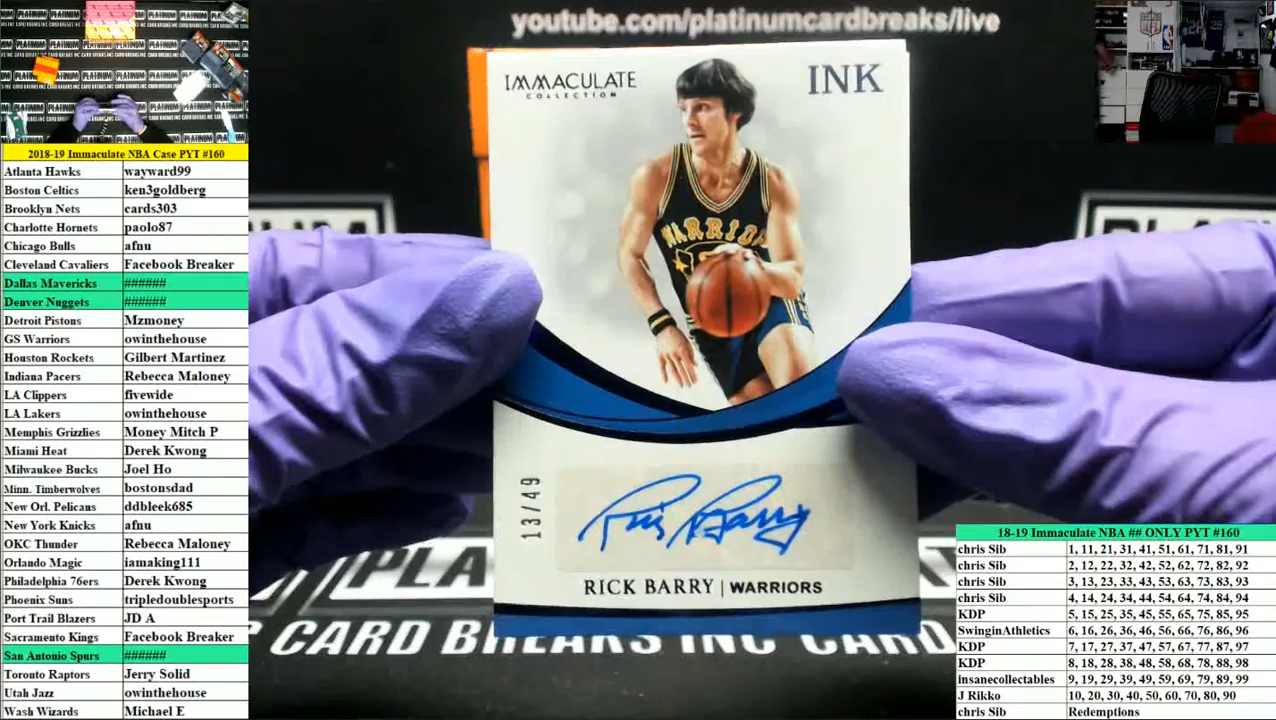 youtube.com/platinumcardbreaks/live
IMMACULATE
COLLECTION
INK
WARRIORS
13/49
Rick Barry
RICK BARRY | WARRIORS
CARD BREAKS INC CARD
2018-19 Immaculate NBA Case PYT #160
Atlanta Hawks wayward99
Boston Celtics ken3goldberg
Brooklyn Nets cards303
Charlotte Hornets paolo87
Chicago Bulls afnu
Cleveland Cavaliers Facebook Breaker
Dallas Mavericks ######
Denver Nuggets ######
Detroit Pistons Mzmoney
GS Warriors owinthehouse
Houston Rockets Gilbert Martinez
Indiana Pacers Rebecca Maloney
LA Clippers fivewide
LA Lakers owinthehouse
Memphis Grizzlies Money Mitch P
Miami Heat Derek Kwong
Milwaukee Bucks Joel Ho
Minn. Timberwolves bostonsdad
New Orl. Pelicans ddbleek685
New York Knicks afnu
OKC Thunder Rebecca Maloney
Orlando Magic iamaking111
Philadelphia 76ers Derek Kwong
Phoenix Suns tripledoublesports
Port Trail Blazers JD A
Sacramento Kings Facebook Breaker
San Antonio Spurs ######
Toronto Raptors Jerry Solid
Utah Jazz owinthehouse
Wash Wizards Michael E
18-19 Immaculate NBA ## ONLY PYT #160
chris Sib 1, 11, 21, 31, 41, 51, 61, 71, 81, 91
chris Sib 2, 12, 22, 32, 42, 52, 62, 72, 82, 92
chris Sib 3, 13, 23, 33, 43, 53, 63, 73, 83, 93
chris Sib 4, 14, 24, 34, 44, 54, 64, 74, 84, 94
KDP 5, 15, 25, 35, 45, 55, 65, 75, 85, 95
SwinginAthletics 6, 16, 26, 36, 46, 56, 66, 76, 86, 96
KDP 7, 17, 27, 37, 47, 57, 67, 77, 87, 97
KDP 8, 18, 28, 38, 48, 58, 68, 78, 88, 98
insanecollectables 9, 19, 29, 39, 49, 59, 69, 79, 89, 99
J Rikko 10, 20, 30, 40, 50, 60, 70, 80, 90
chris Sib Redemptions